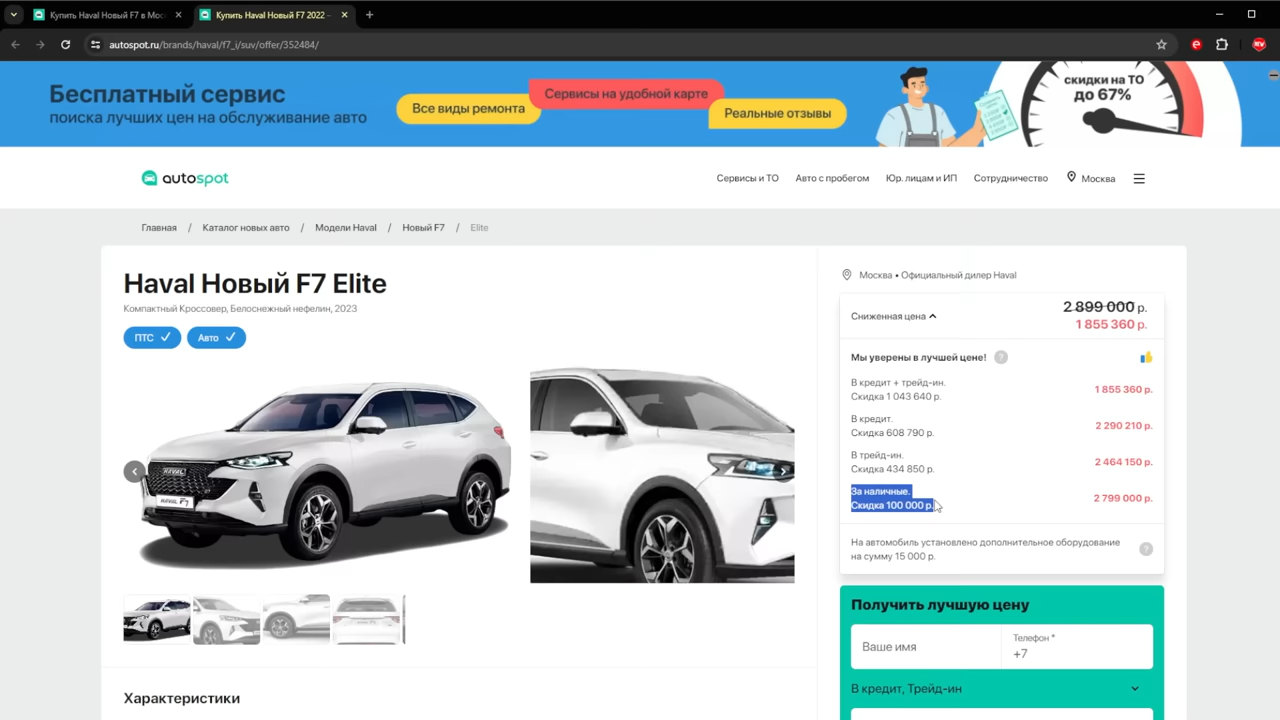 Купить Haval Новый F7 в Мос
Купить Haval Новый F7 2022 –
autospot.ru/brands/haval/f7_i/suv/offer/352484/
NEW
Бесплатный сервис
поиска лучших цен на обслуживание авто
Все виды ремонта
Сервисы на удобной карте
Реальные отзывы
скидки на ТО
до 67%
autospot
Сервисы и ТО
Авто с пробегом
Юр. лицам и ИП
Сотрудничество
Москва
Главная / Каталог новых авто / Модели Haval / Новый F7 / Elite
Haval Новый F7 Elite
Компактный Кроссовер, Белоснежный нефелин, 2023
ПТС
Авто
HAVAL
HAVAL F7
Москва • Официальный дилер Haval
Сниженная цена
2 899 000 р.
1 855 360 р.
Мы уверены в лучшей цене! ?
В кредит + трейд-ин.
Скидка 1 043 640 р.
1 855 360 р.
В кредит.
Скидка 608 790 р.
2 290 210 р.
В трейд-ин.
Скидка 434 850 р.
2 464 150 р.
За наличные.
Скидка 100 000 р.
2 799 000 р.
На автомобиль установлено дополнительное оборудование
на сумму 15 000 р.
?
Получить лучшую цену
Ваше имя
Телефон *
+7
В кредит, Трейд-ин
Характеристики